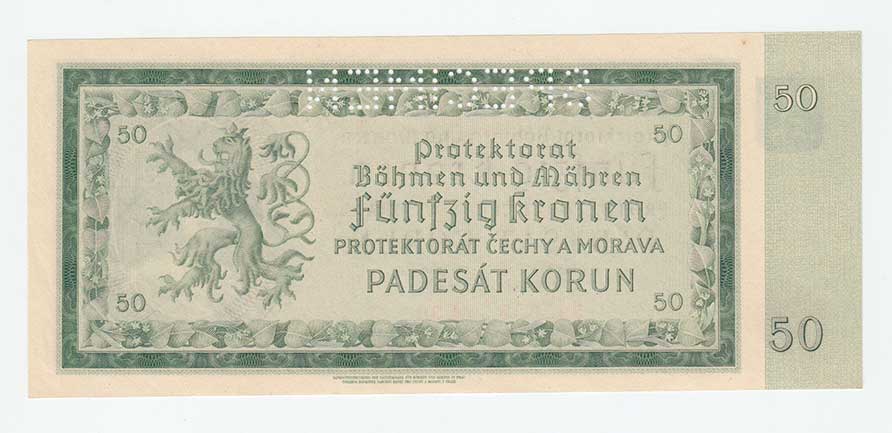 50 50
Protektorat
Böhmen und Mähren
Fünfzig Kronen
PROTEKTORÁT ČECHY A MORAVA
PADESÁT KORUN
50 50
50
50